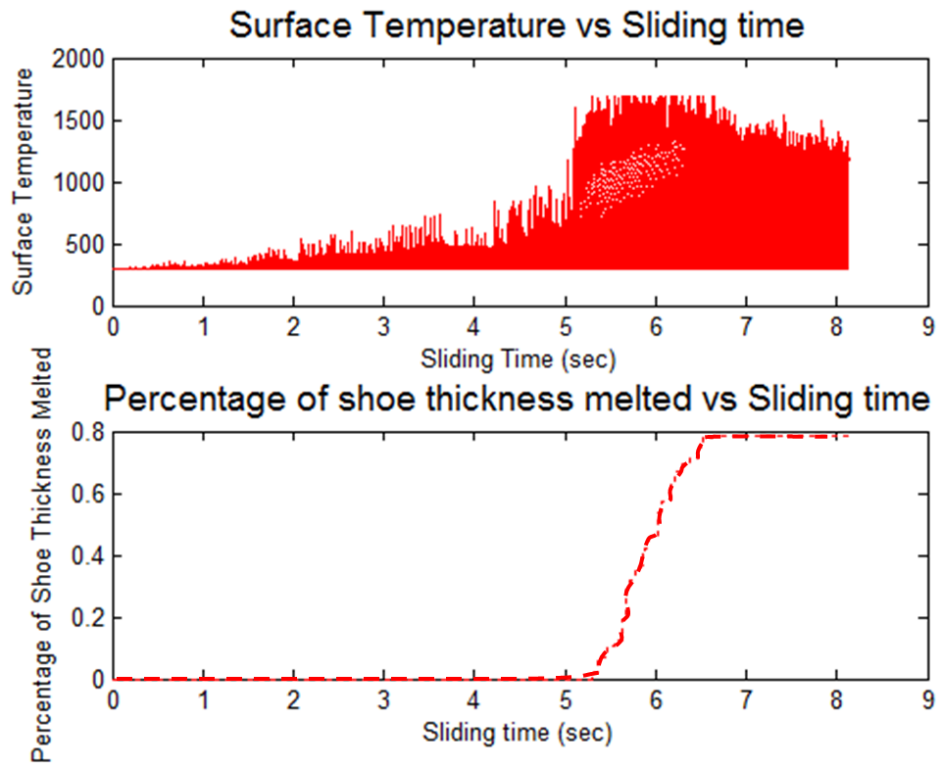 Surface Temperature vs Sliding time
Surface Temperature
2000
1500
1000
500
0
0 1 2 3 4 5 6 7 8 9
Sliding Time (sec)
Percentage of shoe thickness melted vs Sliding time
Percentage of Shoe Thickness Melted
0.8
0.6
0.4
0.2
0
0 1 2 3 4 5 6 7 8 9
Sliding time (sec)